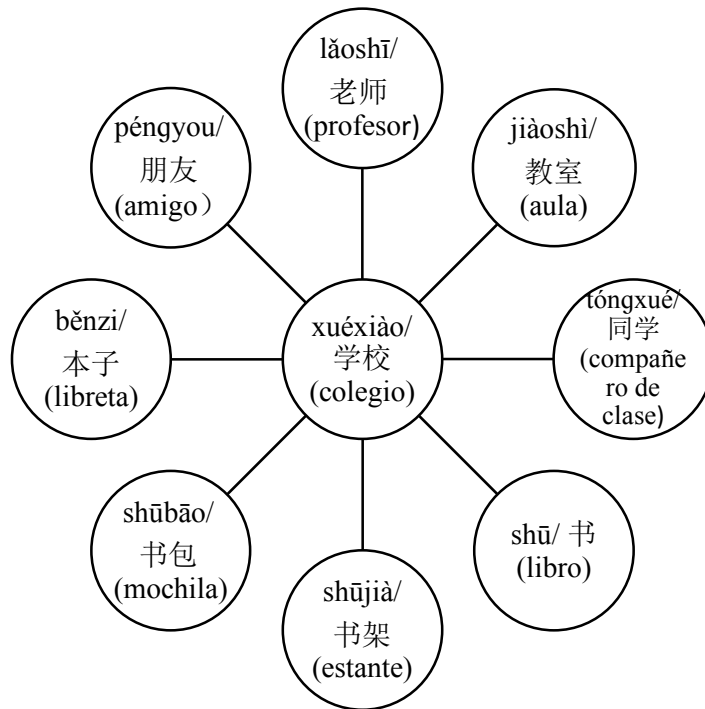 lǎoshī/
老师
(profesor)
péngyou/
朋友
(amigo）
jiàoshì/
教室
(aula)
běnzi/
本子
(libreta)
xuéxiào/
学校
(colegio)
tóngxué/
同学
(compañe
ro de
clase)
shūbāo/
书包
(mochila)
shūjià/
书架
(estante)
shū/ 书
(libro)